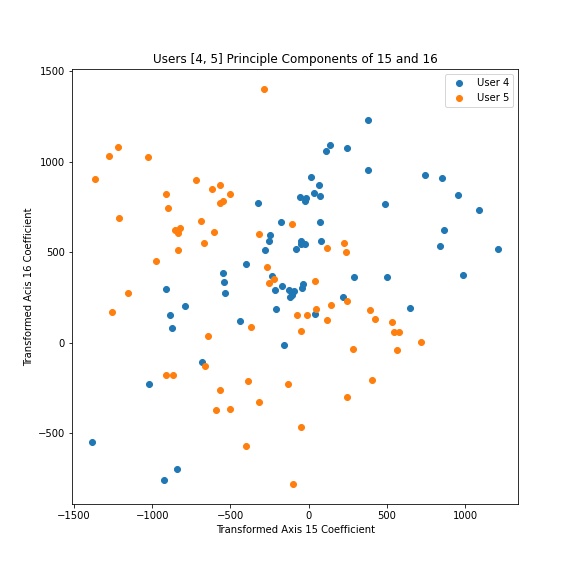 Users [4, 5] Principle Components of 15 and 16
1500
User 4
User 5
1000
500
0
−500
Transformed Acis 16 Coefficient
−1500
−1000
−500
0
500
1000
Transformed Axis 15 Coefficient